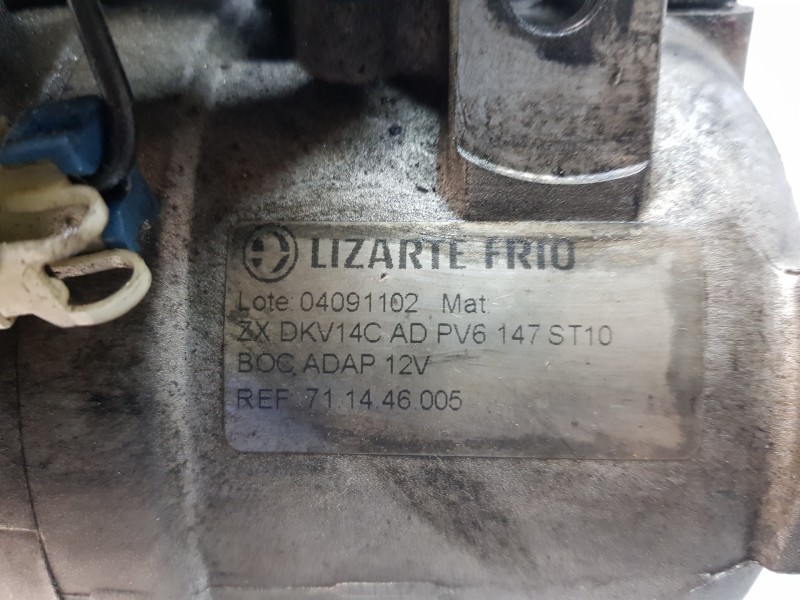 LIZARTE FRIO
Lote: 04091102 Mat.
ZX DKV14C AD PV6 147 ST10
BOC ADAP 12V
REF. 71.14.46.005